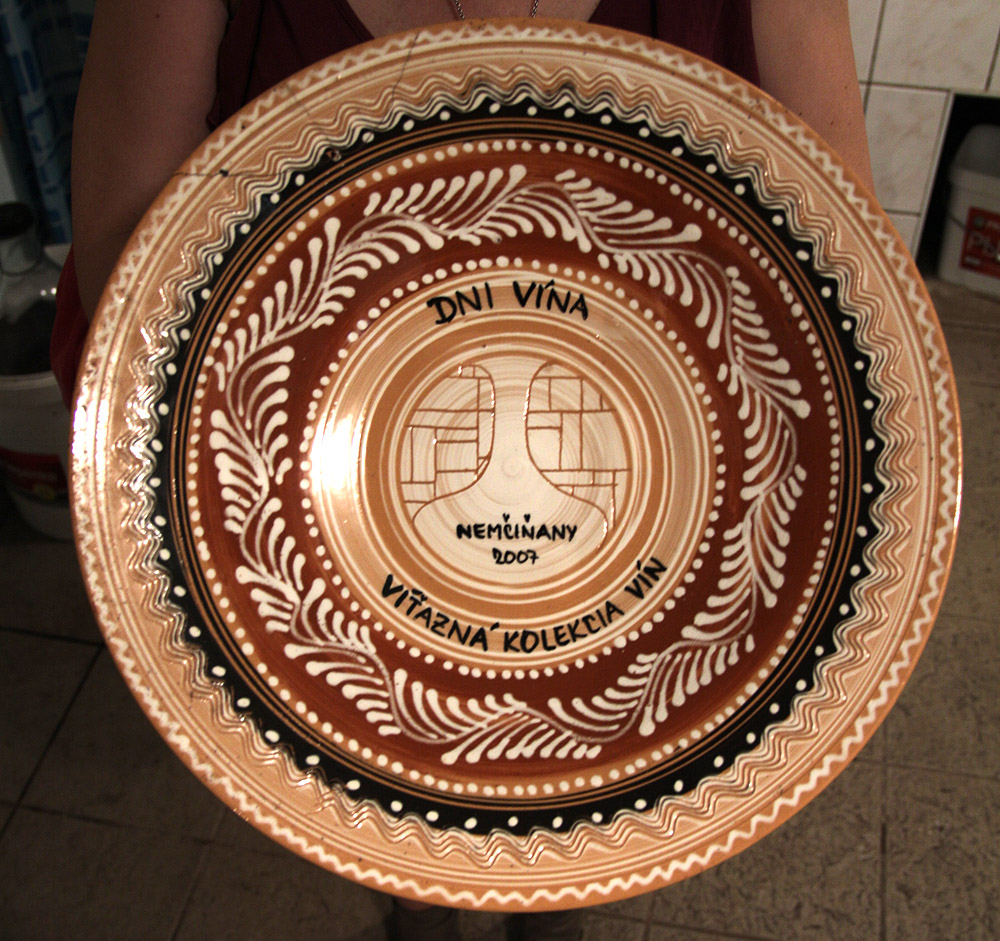 DNI VÍNA
NEMČIŇANY
2007
VÍŤAZNÁ KOLEKCIA VÍN